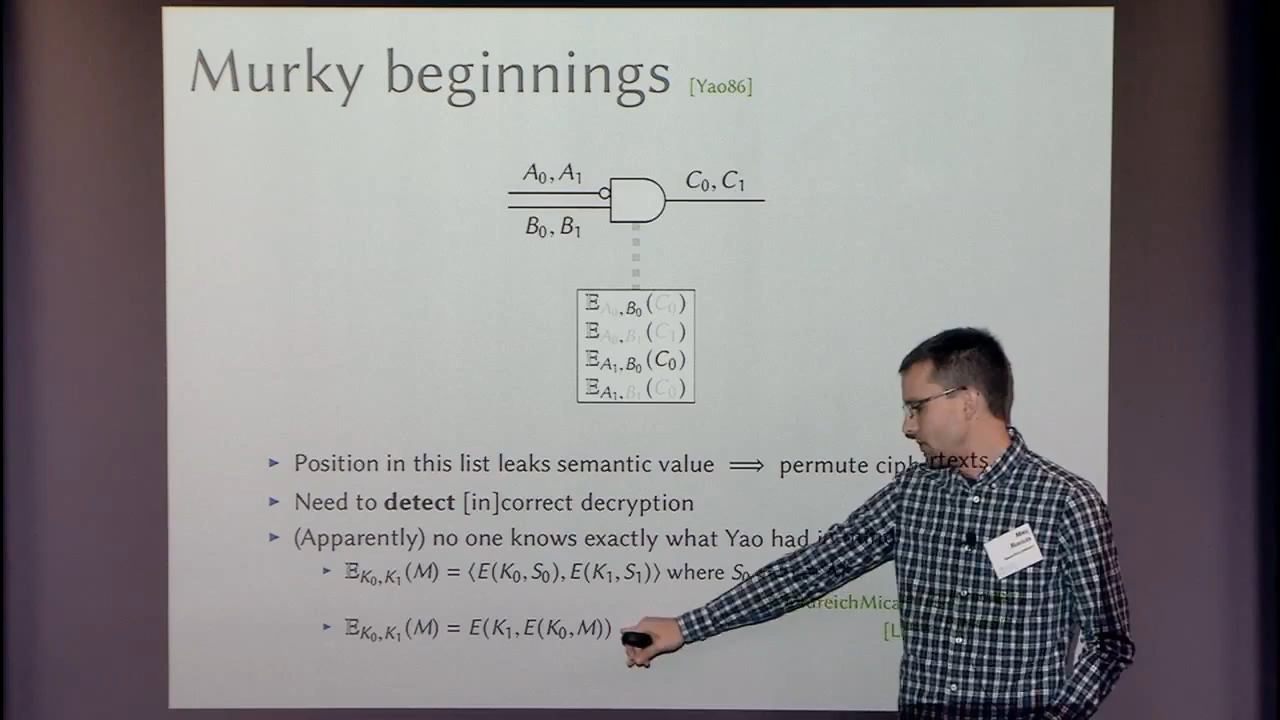 Murky beginnings [Yao86]
A₀, A₁
C₀, C₁
B₀, B₁
𝔼_{A₀,B₀}(C₀)
𝔼_{A₀,B₁}(C₁)
𝔼_{A₁,B₀}(C₀)
𝔼_{A₁,B₁}(C₀)
► Position in this list leaks semantic value ⟹ permute ciphertexts
► Need to detect [in]correct decryption
► (Apparently) no one knows exactly what Yao had in mind
► 𝔼_{K₀,K₁}(M) = ⟨E(K₀, S₀), E(K₁, S₁)⟩ where S₀
► 𝔼_{K₀,K₁}(M) = E(K₁, E(K₀, M))